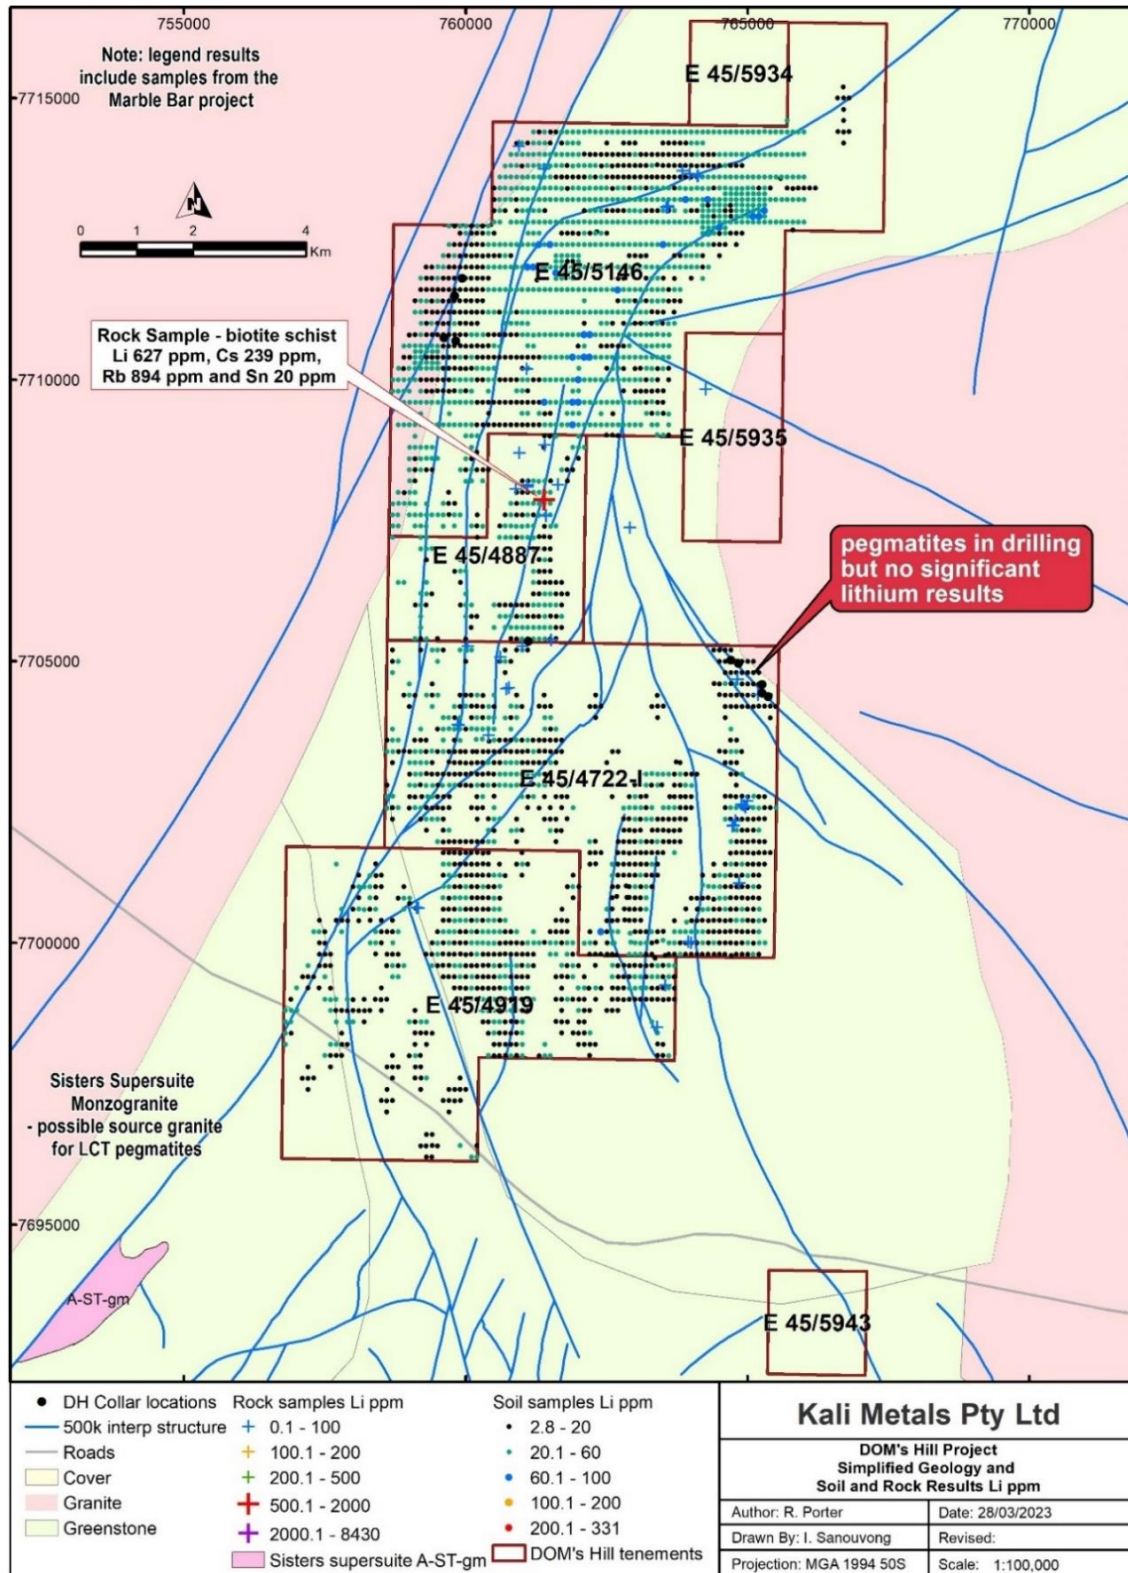 755000 760000 765000 770000
Note: legend results
include samples from the
Marble Bar project
E 45/5934
7715000
N
0 1 2 4
Km
E 45/5146
Rock Sample - biotite schist
Li 627 ppm, Cs 239 ppm,
Rb 894 ppm and Sn 20 ppm
7710000
E 45/5935
E 45/4887
pegmatites in drilling
but no significant
lithium results
7705000
E 45/4722-I
7700000
E 45/4919
Sisters Supersuite
Monzogranite
- possible source granite
for LCT pegmatites
7695000
A-ST-gm
E 45/5943
DH Collar locations
500k interp structure
Roads
Cover
Granite
Greenstone
Rock samples Li ppm
0.1 - 100
100.1 - 200
200.1 - 500
500.1 - 2000
2000.1 - 8430
Sisters supersuite A-ST-gm
Soil samples Li ppm
2.8 - 20
20.1 - 60
60.1 - 100
100.1 - 200
200.1 - 331
DOM's Hill tenements
Kali Metals Pty Ltd
DOM's Hill Project
Simplified Geology and
Soil and Rock Results Li ppm
Author: R. Porter Date: 28/03/2023
Drawn By: I. Sanouvong Revised:
Projection: MGA 1994 50S Scale: 1:100,000